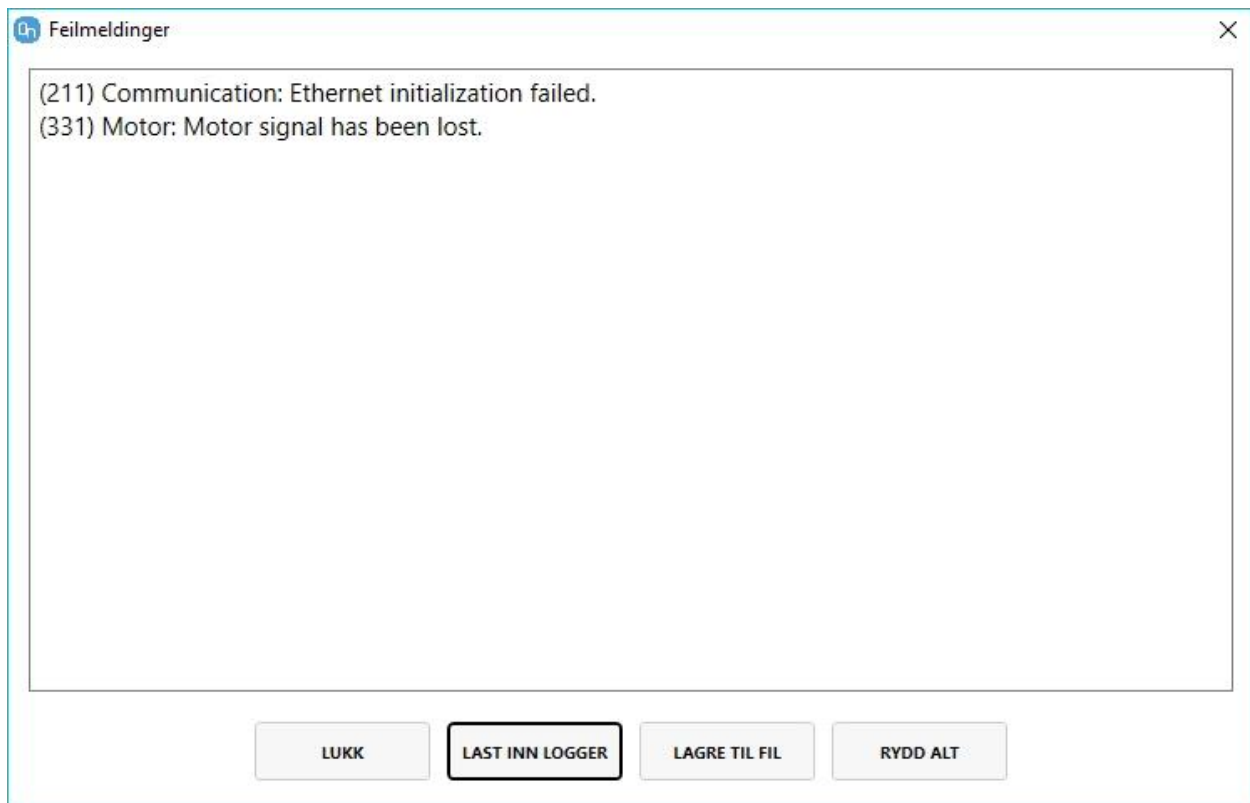 Feilmeldinger
(211) Communication: Ethernet initialization failed.
(331) Motor: Motor signal has been lost.
LUKK
LAST INN LOGGER
LAGRE TIL FIL
RYDD ALT